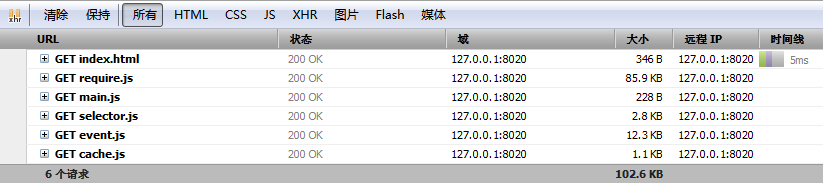 xhr 清除 保持 所有 HTML CSS JS XHR 图片 Flash 媒体
URL 状态 域 大小 远程 IP 时间线
GET index.html 200 OK 127.0.0.1:8020 346 B 127.0.0.1:8020 5ms
GET require.js 200 OK 127.0.0.1:8020 85.9 KB 127.0.0.1:8020
GET main.js 200 OK 127.0.0.1:8020 228 B 127.0.0.1:8020
GET selector.js 200 OK 127.0.0.1:8020 2.8 KB 127.0.0.1:8020
GET event.js 200 OK 127.0.0.1:8020 12.3 KB 127.0.0.1:8020
GET cache.js 200 OK 127.0.0.1:8020 1.1 KB 127.0.0.1:8020
6 个请求 102.6 KB